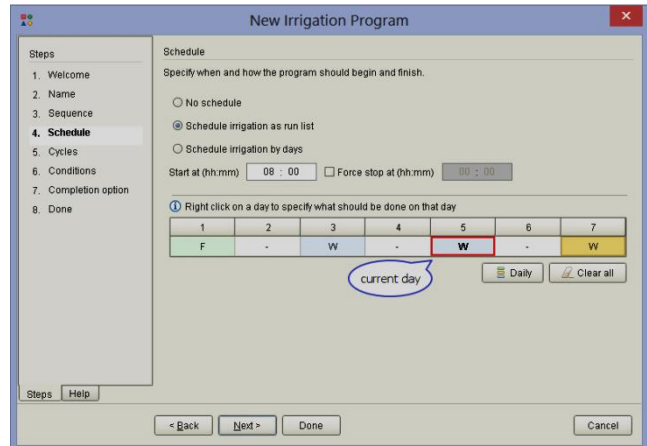 New Irrigation Program
Steps
1. Welcome
2. Name
3. Sequence
4. Schedule
5. Cycles
6. Conditions
7. Completion option
8. Done
Schedule
Specify when and how the program should begin and finish.
No schedule
Schedule irrigation as run list
Schedule irrigation by days
Start at (hh:mm) 08 : 00 Force stop at (hh:mm) 00 : 00
Right click on a day to specify what should be done on that day
1 2 3 4 5 6 7
F - W - W - W
current day
Daily Clear all
Steps Help
< Back Next > Done Cancel